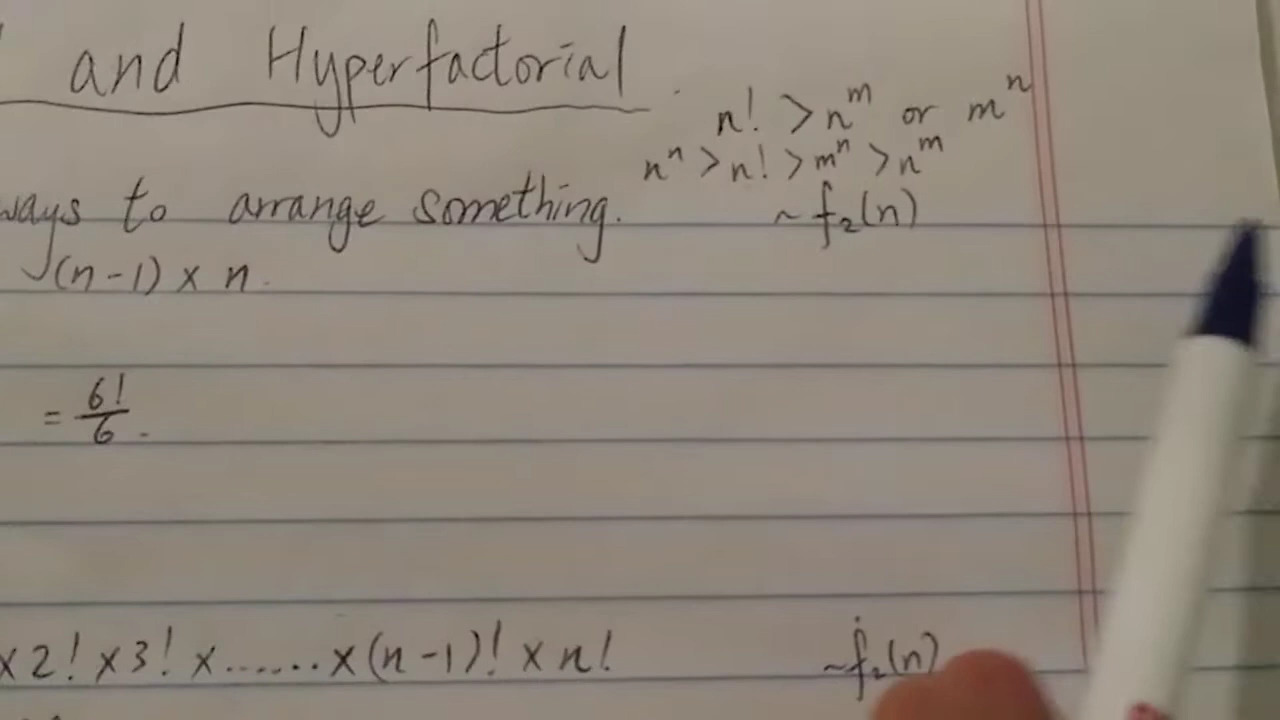 and Hyperfactorial
n! > n^m or m^n
n^n > n! > m^n > n^m
ways to arrange something. ~ f₂(n)
(n-1) × n.
= 6!/6.
× 2! × 3! × ...... × (n-1)! × n! ~f₂(n)